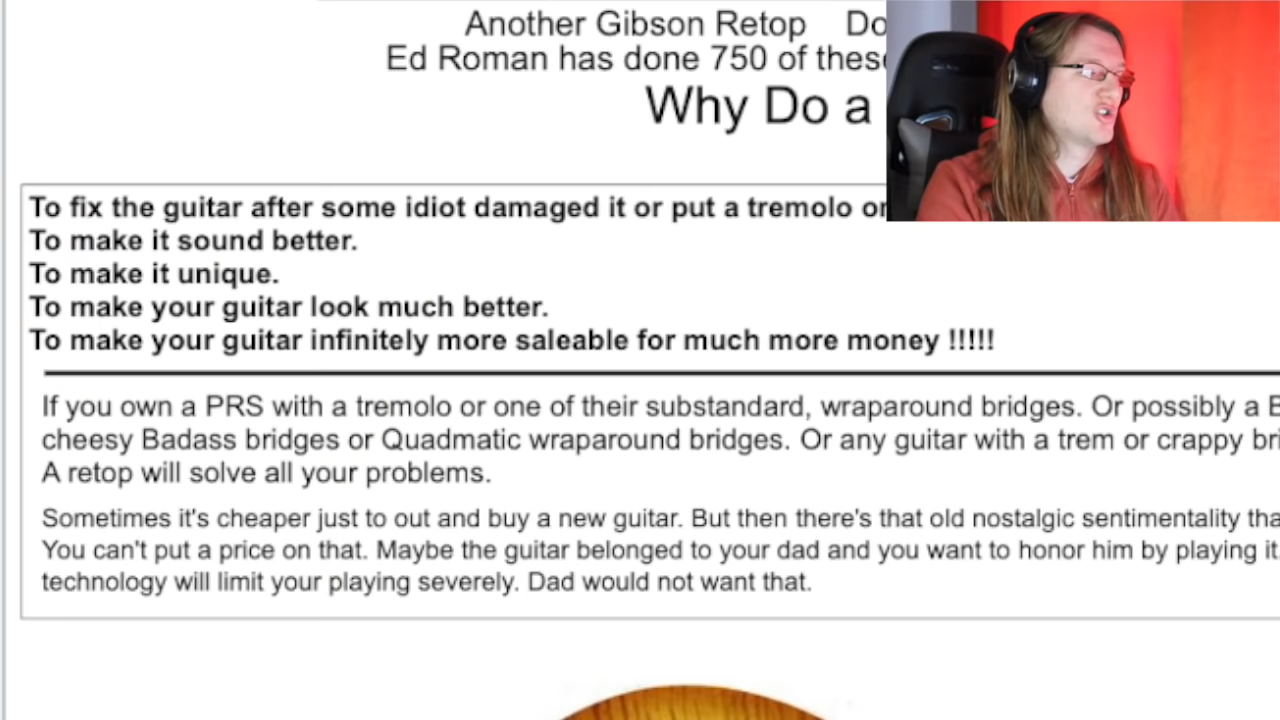 Another Gibson Retop Do
Ed Roman has done 750 of these
Why Do a
To fix the guitar after some idiot damaged it or put a tremolo on
To make it sound better.
To make it unique.
To make your guitar look much better.
To make your guitar infinitely more saleable for much more money !!!!!
If you own a PRS with a tremolo or one of their substandard, wraparound bridges. Or possibly a B
cheesy Badass bridges or Quadmatic wraparound bridges. Or any guitar with a trem or crappy bri
A retop will solve all your problems.
Sometimes it's cheaper just to out and buy a new guitar. But then there's that old nostalgic sentimentality tha
You can't put a price on that. Maybe the guitar belonged to your dad and you want to honor him by playing it.
technology will limit your playing severely. Dad would not want that.